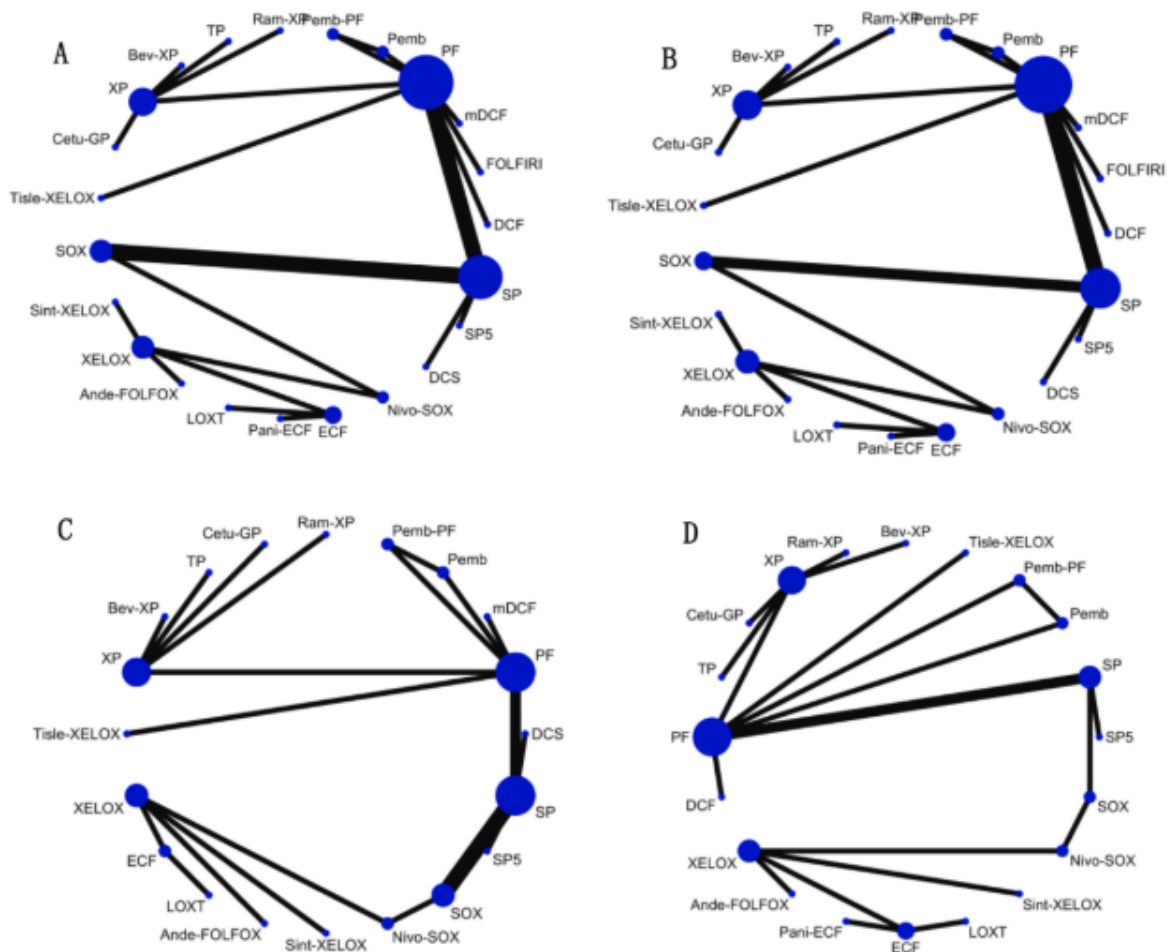 A
TP
Ram-XP
Pemb-PF
Bev-XP
Pemb
PF
XP
mDCF
Cetu-GP
FOLFIRI
Tisle-XELOX
DCF
SOX
SP
Sint-XELOX
SP5
XELOX
DCS
Ande-FOLFOX
Nivo-SOX
LOXT
Pani-ECF
ECF
B
TP
Ram-XP
Pemb-PF
Bev-XP
Pemb
PF
XP
mDCF
Cetu-GP
FOLFIRI
Tisle-XELOX
DCF
SOX
SP
Sint-XELOX
SP5
XELOX
DCS
Ande-FOLFOX
Nivo-SOX
LOXT
Pani-ECF
ECF
C
Cetu-GP
Ram-XP
Pemb-PF
TP
Pemb
Bev-XP
mDCF
XP
PF
Tisle-XELOX
DCS
XELOX
SP
ECF
SP5
LOXT
SOX
Ande-FOLFOX
Nivo-SOX
Sint-XELOX
D
Bev-XP
Ram-XP
Tisle-XELOX
XP
Pemb-PF
Cetu-GP
Pemb
TP
SP
PF
SP5
DCF
SOX
XELOX
Nivo-SOX
Ande-FOLFOX
Sint-XELOX
Pani-ECF
LOXT
ECF